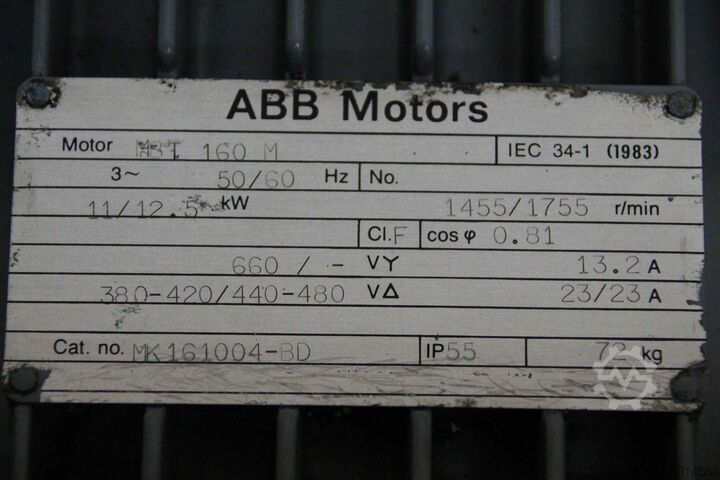 ABB Motors
Motor MBT 160 M IEC 34-1 (1983)
3~ 50/60 Hz No.
11/12.5 kW 1455/1755 r/min
Cl.F cos φ 0.81
660 / - VY 13.2 A
380-420/440-480 VΔ 23/23 A
Cat. no. MK161004-BD IP55 kg